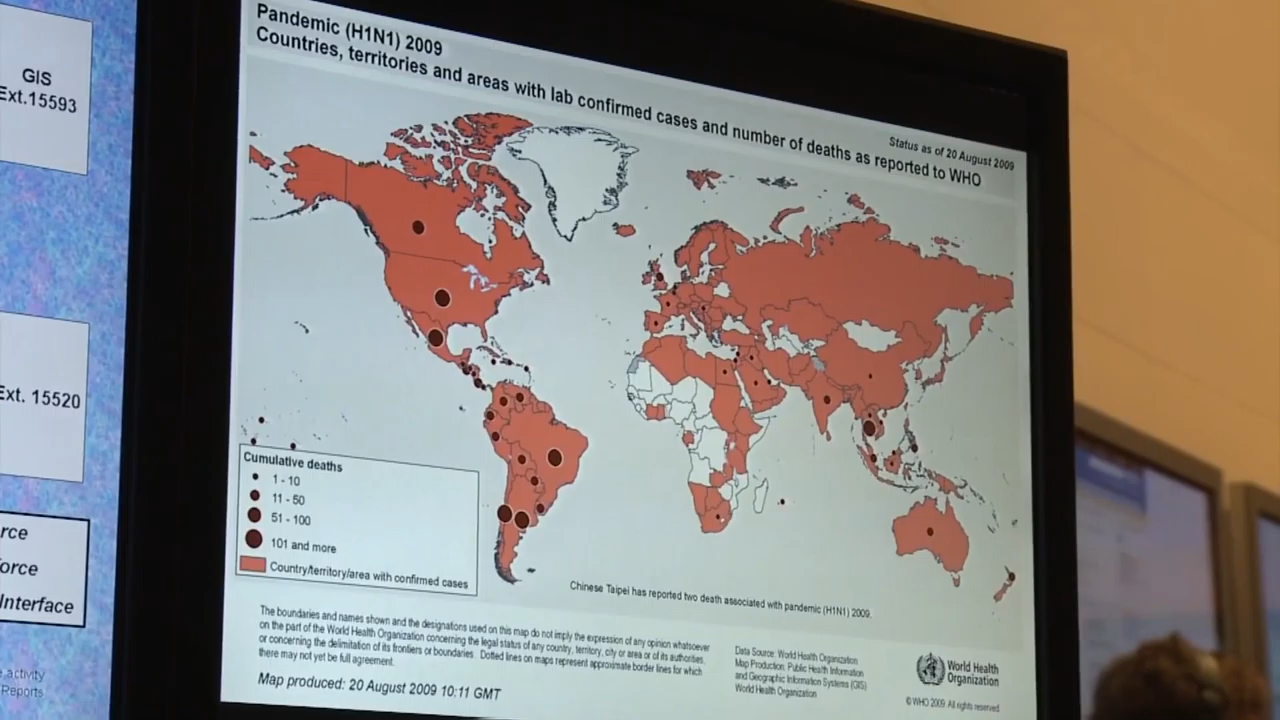 GIS
Ext.15593
Ext. 15520
rce
orce
Interface
activity
Reports
Pandemic (H1N1) 2009
Countries, territories and areas with lab confirmed cases and number of deaths as reported to WHO
Status as of 20 August 2009
Cumulative deaths
1 - 10
11 - 50
51 - 100
101 and more
Country/territory/area with confirmed cases
Chinese Taipei has reported two death associated with pandemic (H1N1) 2009.
The boundaries and names shown and the designations used on this map do not imply the expression of any opinion whatsoever
on the part of the World Health Organization concerning the legal status of any country, territory, city or area or of its authorities,
or concerning the delimitation of its frontiers or boundaries. Dotted lines on maps represent approximate border lines for which
there may not yet be full agreement.
Data Source: World Health Organization
Map Production: Public Health Information
and Geographic Information Systems (GIS)
World Health Organization
World Health
Organization
© WHO 2009. All rights reserved
Map produced: 20 August 2009 10:11 GMT